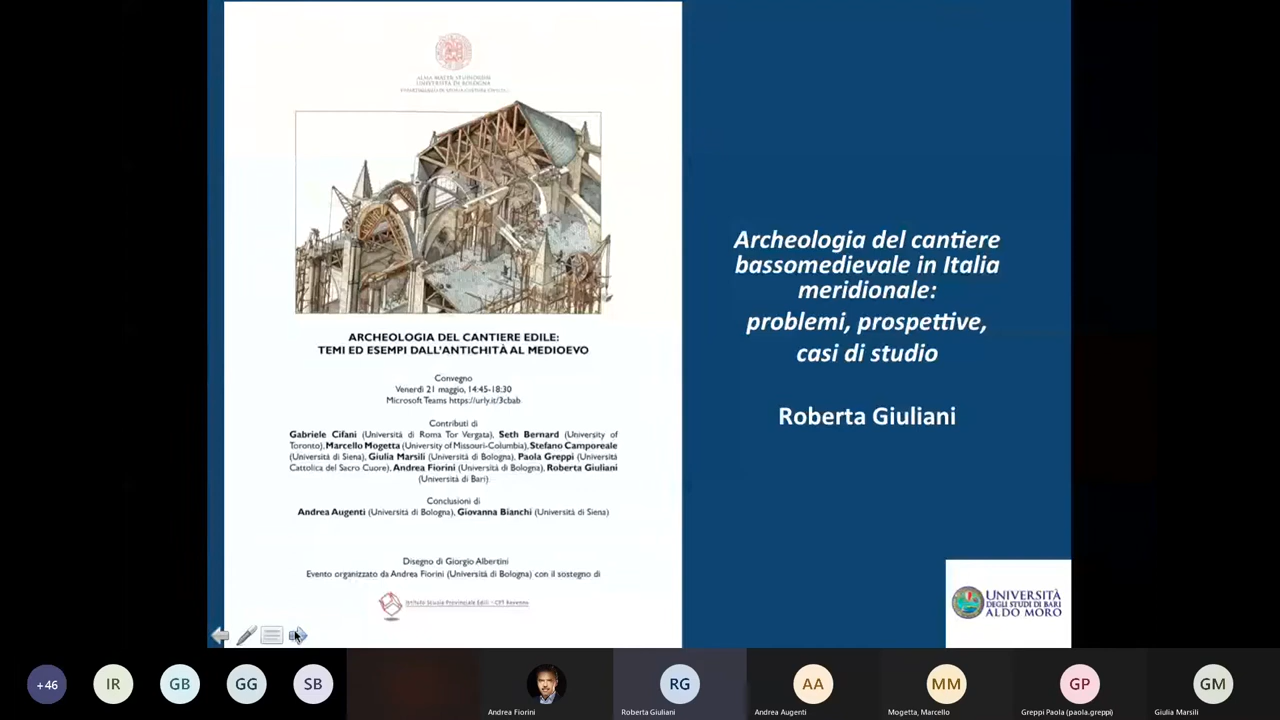 ALMA MATER STUDIORUM
UNIVERSITÀ DI BOLOGNA
ARCHEOLOGIA DEL CANTIERE EDILE:
TEMI ED ESEMPI DALL'ANTICHITÀ AL MEDIOEVO
Convegno
Venerdì 21 maggio, 14:45-18:30
Microsoft Teams https://urly.it/3cbab
Contributi di
Gabriele Cifani (Università di Roma Tor Vergata), Seth Bernard (University of
Toronto), Marcello Mogetta (University of Missouri-Columbia), Stefano Camporeale
(Università di Siena), Giulia Marsili (Università di Bologna), Paola Greppi (Università
Cattolica del Sacro Cuore), Andrea Fiorini (Università di Bologna), Roberta Giuliani
(Università di Bari).
Conclusioni di
Andrea Augenti (Università di Bologna), Giovanna Bianchi (Università di Siena)
Disegno di Giorgio Albertini
Evento organizzato da Andrea Fiorini (Università di Bologna) con il sostegno di
Istituto Scuola Provinciale Edili - CPT Ravenna
Archeologia del cantiere
bassomedievale in Italia
meridionale:
problemi, prospettive,
casi di studio
Roberta Giuliani
UNIVERSITÀ
DEGLI STUDI DI BARI
ALDO MORO
+46
IR
GB
GG
SB
Andrea Fiorini
RG
Roberta Giuliani
AA
Andrea Augenti
MM
Mogetta, Marcello
GP
Greppi Paola (paola.greppi)
GM
Giulia Marsili